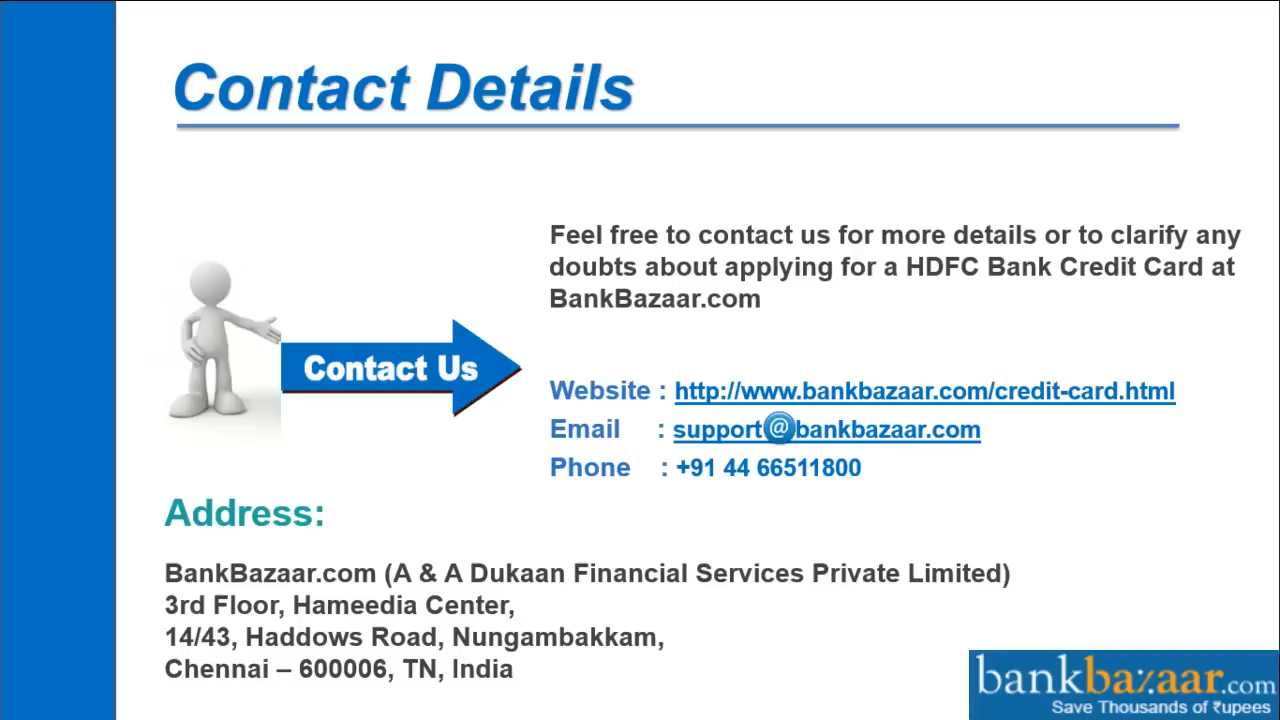 Contact Details
Feel free to contact us for more details or to clarify any
doubts about applying for a HDFC Bank Credit Card at
BankBazaar.com
Contact Us
Website : http://www.bankbazaar.com/credit-card.html
Email : support@bankbazaar.com
Phone : +91 44 66511800
Address:
BankBazaar.com (A & A Dukaan Financial Services Private Limited)
3rd Floor, Hameedia Center,
14/43, Haddows Road, Nungambakkam,
Chennai – 600006, TN, India
bankbazaar.com
Save Thousands of ₹upees